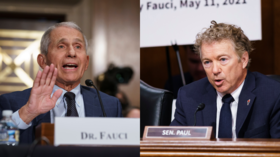 y Fauci, May 11, 2021
DR. FAUCI
SEN. PAUL